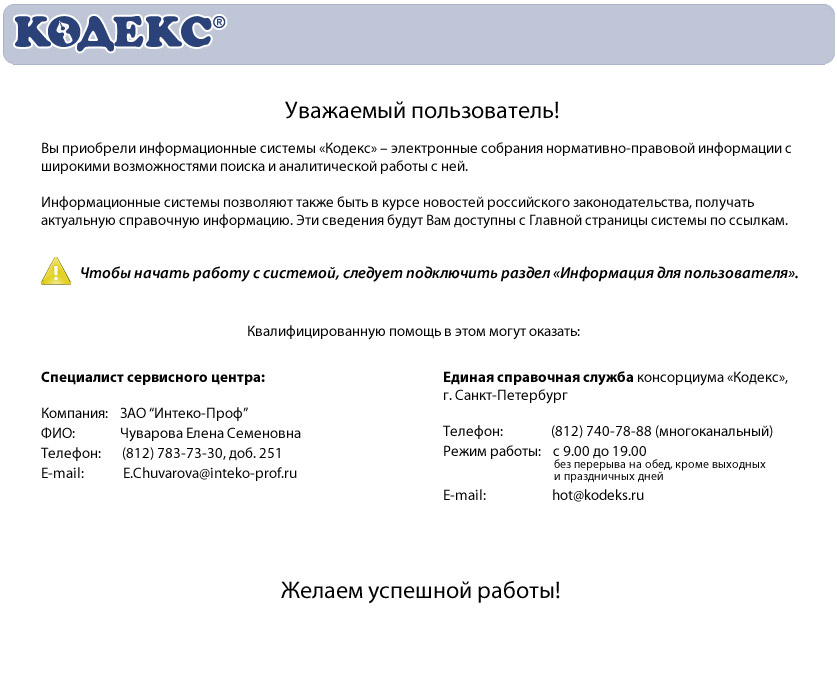 КОДЕКС®
Уважаемый пользователь!
Вы приобрели информационные системы «Кодекс» – электронные собрания нормативно-правовой информации с
широкими возможностями поиска и аналитической работы с ней.
Информационные системы позволяют также быть в курсе новостей российского законодательства, получать
актуальную справочную информацию. Эти сведения будут Вам доступны с Главной страницы системы по ссылкам.
Чтобы начать работу с системой, следует подключить раздел «Информация для пользователя».
Квалифицированную помощь в этом могут оказать:
Специалист сервисного центра:
Компания: ЗАО “Интеко-Проф”
ФИО: Чуварова Елена Семеновна
Телефон: (812) 783-73-30, доб. 251
E-mail: E.Chuvarova@inteko-prof.ru
Единая справочная служба консорциума «Кодекс»,
г. Санкт-Петербург
Телефон: (812) 740-78-88 (многоканальный)
Режим работы: с 9.00 до 19.00
без перерыва на обед, кроме выходных
и праздничных дней
E-mail: hot@kodeks.ru
Желаем успешной работы!